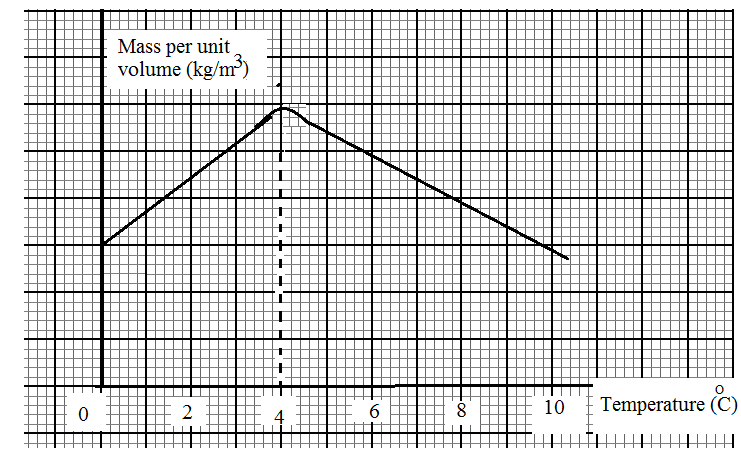 Mass per unit
volume (kg/m³)
0
2
4
6
8
10
Temperature (°C)